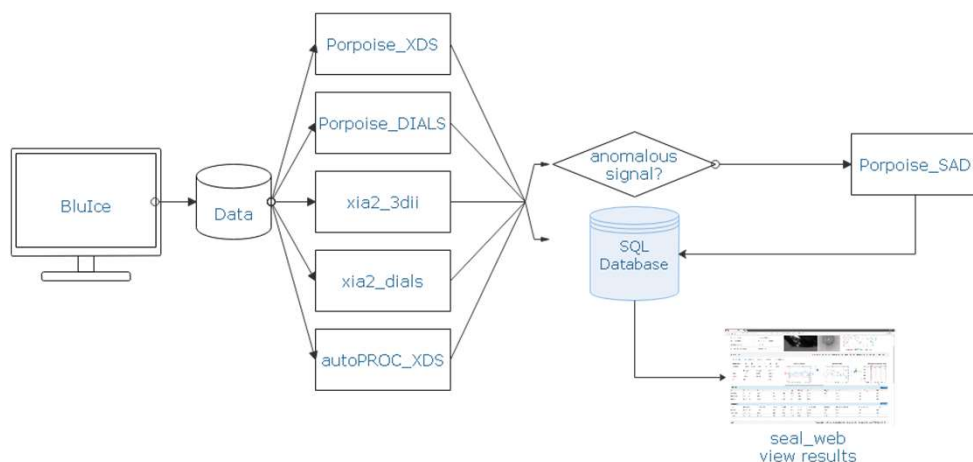 Porpoise_XDS
Porpoise_DIALS
xia2_3dii
xia2_dials
autoPROC_XDS
BluIce
Data
anomalous
signal?
Porpoise_SAD
SQL
Database
seal_web
view results